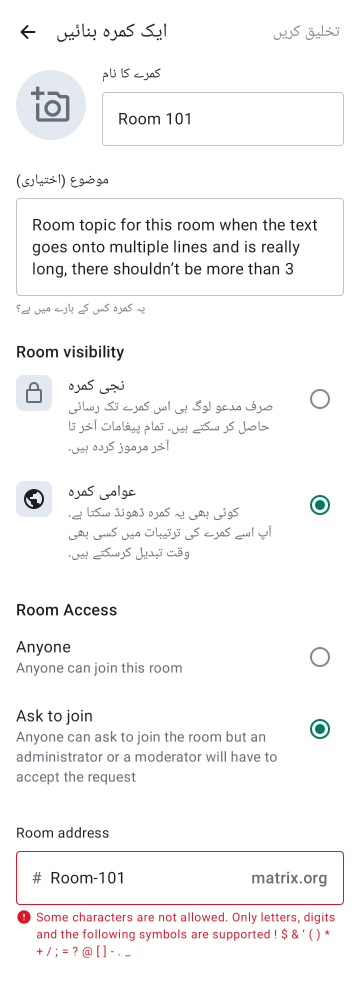 ایک کمرہ بنائیں
تخلیق کریں
کمرے کا نام
Room 101
موضوع (اختیاری)
Room topic for this room when the text
goes onto multiple lines and is really
long, there shouldn’t be more than 3
یہ کمرہ کس کے بارے میں ہے؟
Room visibility
نجی کمرہ
صرف مدعو لوگ ہی اس کمرے تک رسائی
حاصل کر سکتے ہیں۔ تمام پیغامات آخر تا
آخر مرموز کردہ ہیں۔
عوامی کمرہ
کوئی بھی یہ کمرہ ڈھونڈ سکتا ہے۔
آپ اسے کمرے کی ترتیبات میں کسی بھی
وقت تبدیل کرسکتے ہیں۔
Room Access
Anyone
Anyone can join this room
Ask to join
Anyone can ask to join the room but an
administrator or a moderator will have to
accept the request
Room address
# Room-101 matrix.org
Some characters are not allowed. Only letters, digits
and the following symbols are supported ! $ & ‘ ( ) *
+ / ; = ? @ [ ] - . _